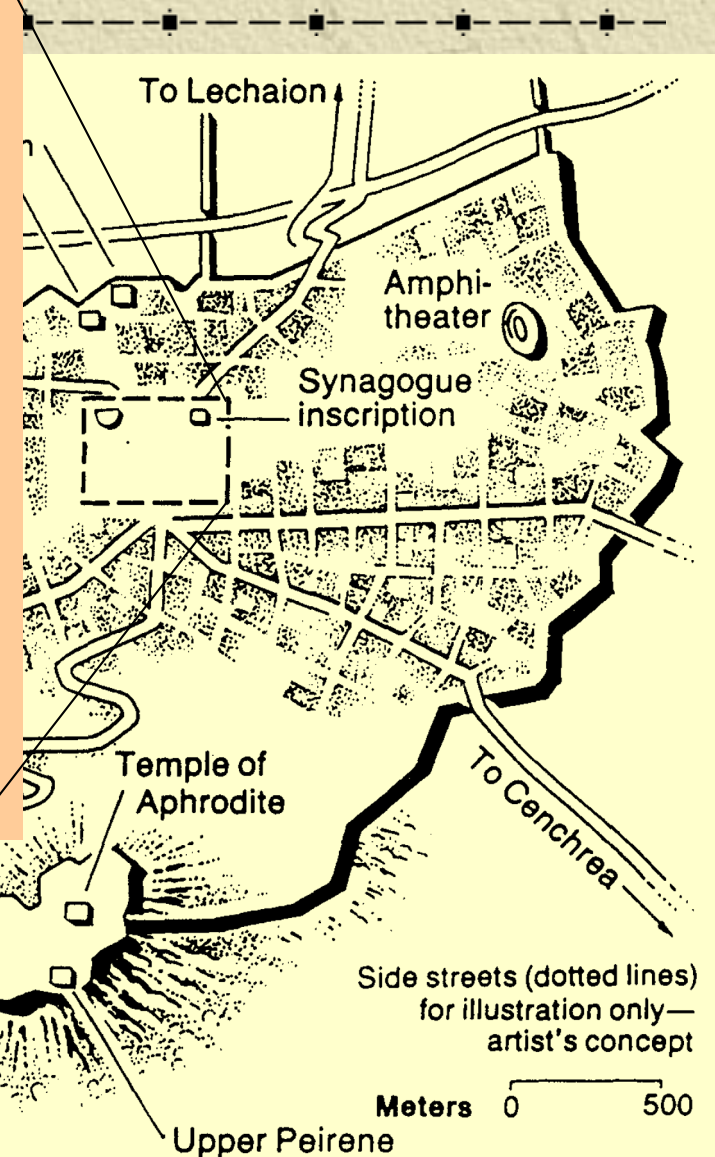 To Lechaion
Amphi-
theater
Synagogue
inscription
Temple of
Aphrodite
To Cenchrea
Side streets (dotted lines)
for illustration only—
artist's concept
Meters 0 500
Upper Peirene